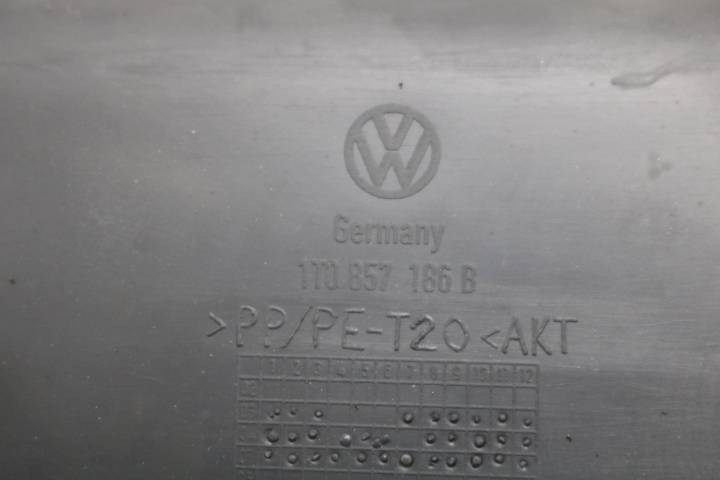 VW
Germany
1T0 857 186 B
>PP/PE-T20<AKT
1 2 3 4 5 6 7 8 9 10 11 12